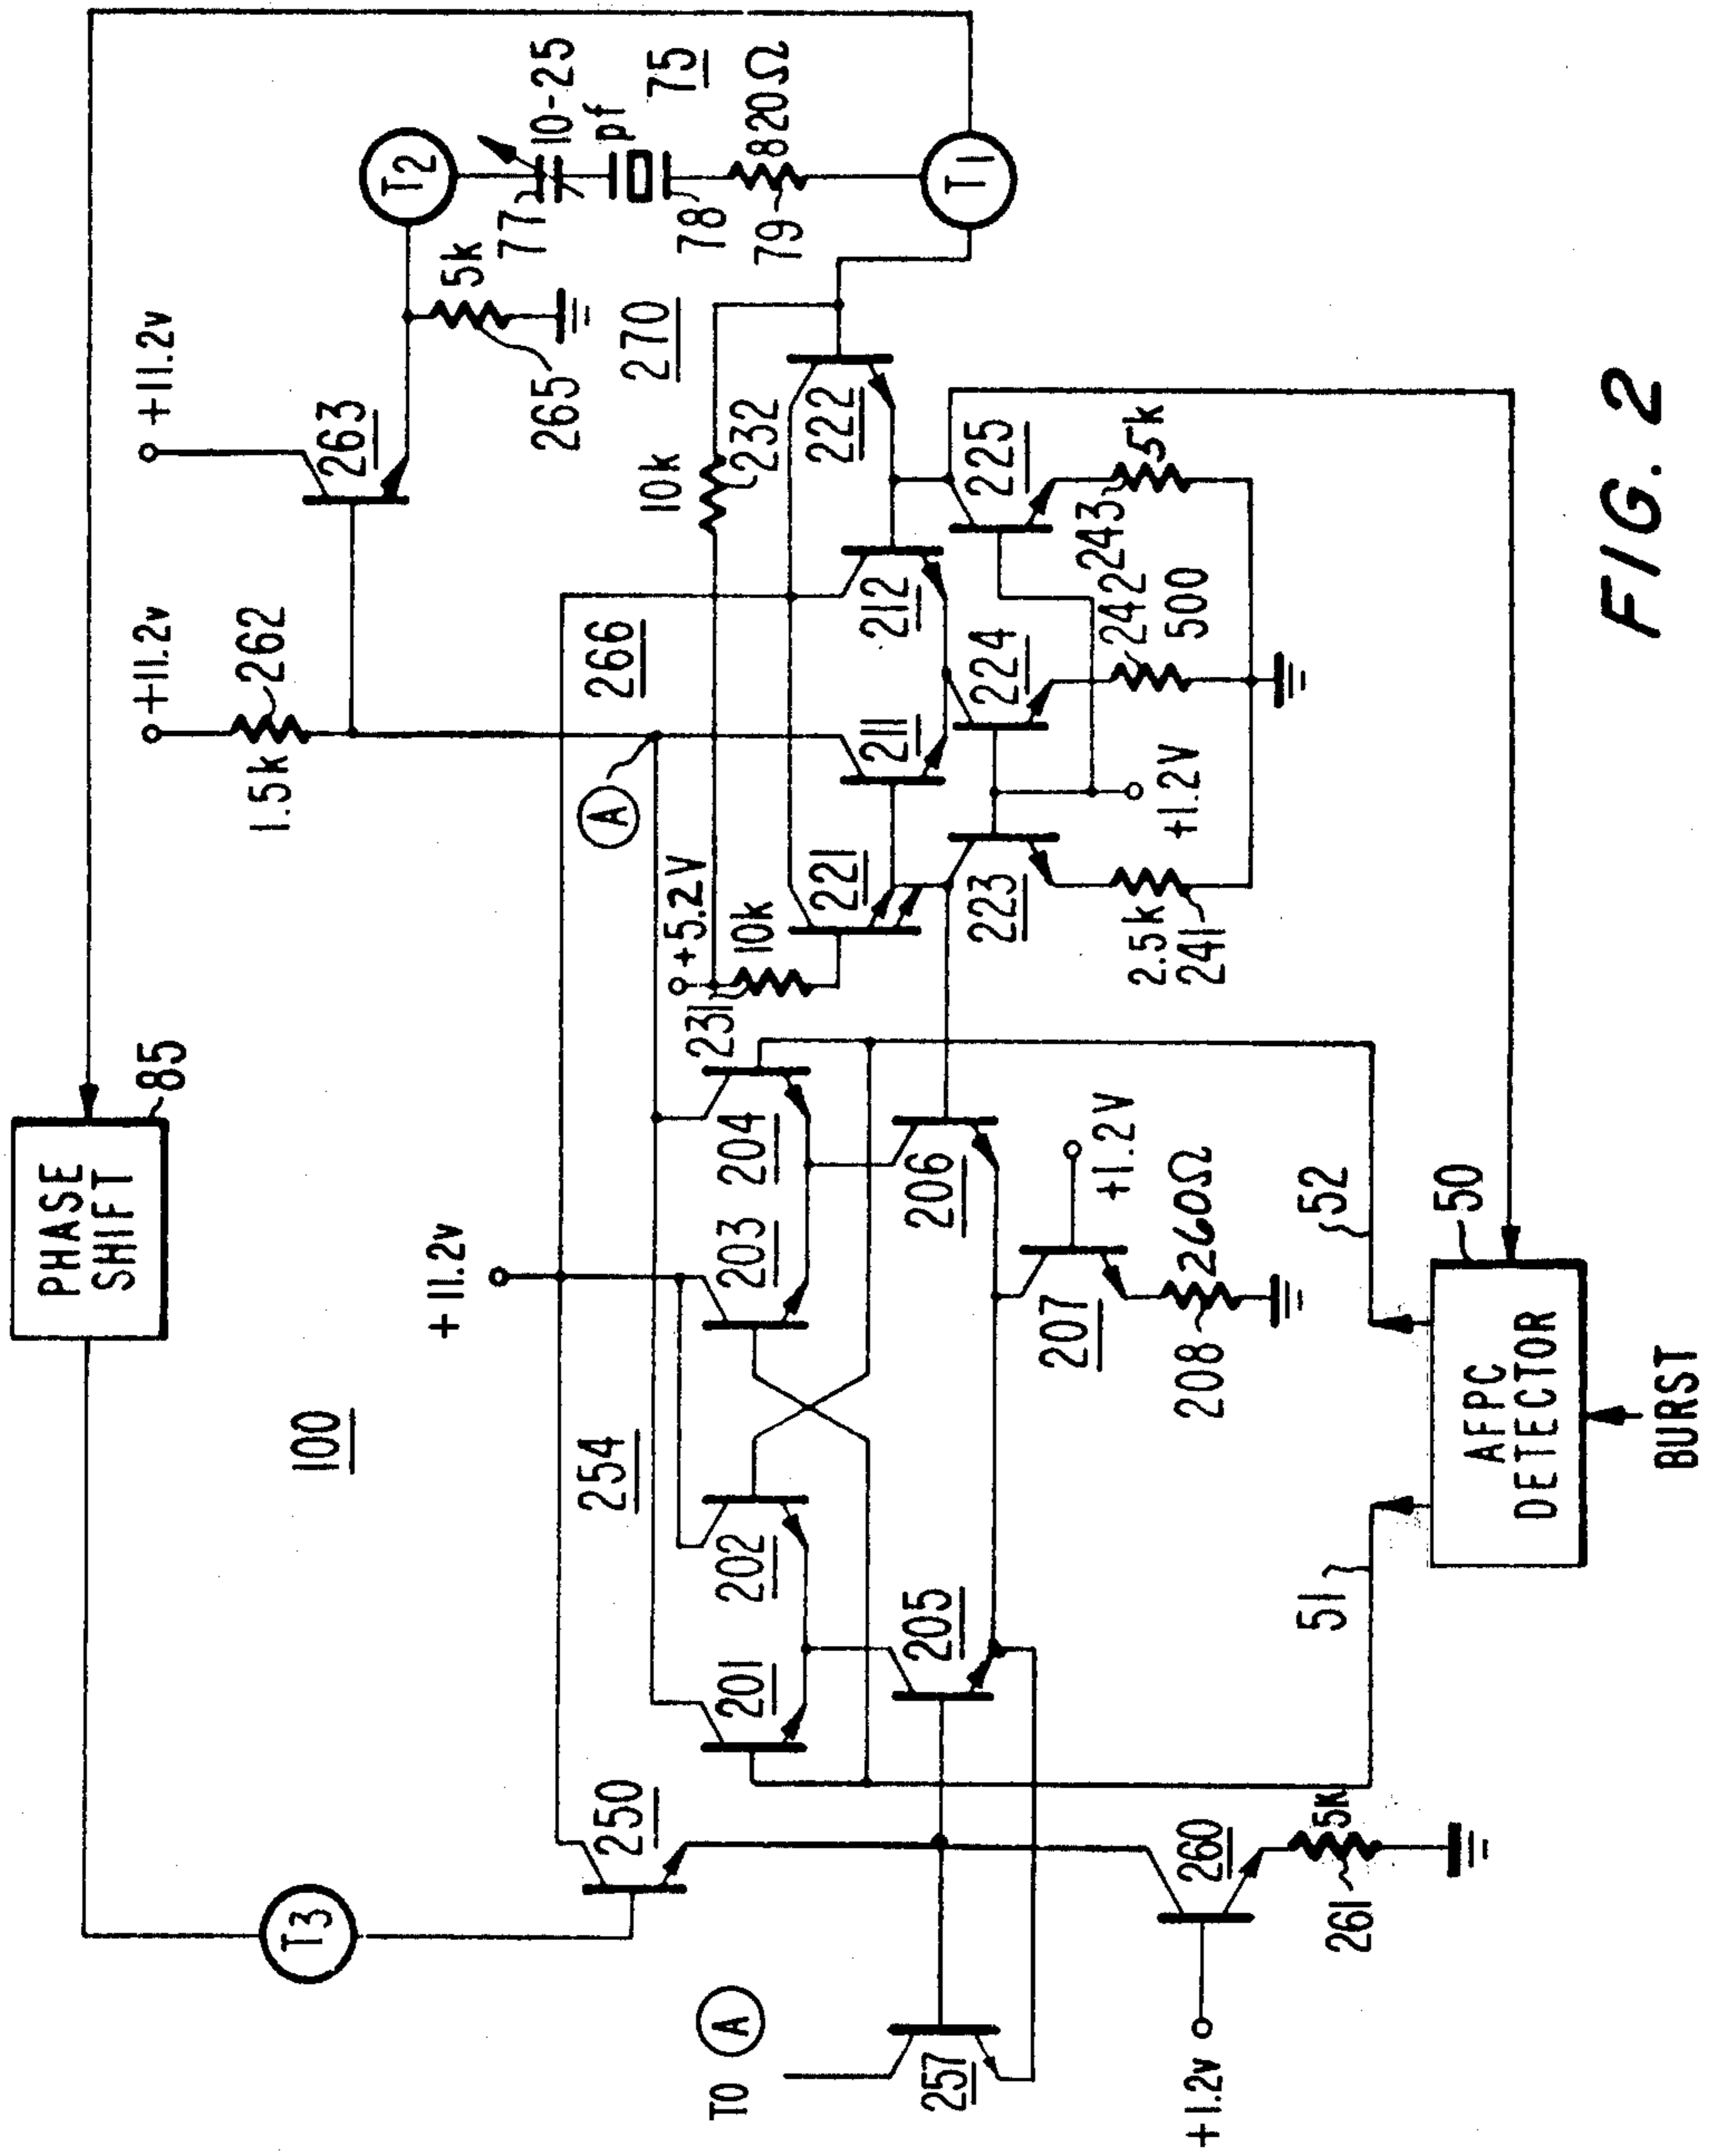 PHASE
SHIFT
85
100
+11.2v
+11.2v
+11.2v
1.5k
262
263
T2
5k
265
77
10-25
pf
75
78
79
820Ω
T1
270
266
A
T3
250
254
201
202
203
204
205
206
207
208
260Ω
+1.2V
+5.2V
231
10k
10k
232
221
211
212
222
223
224
225
2.5k
241
242
500
243
5k
+1.2V
TO A
257
260
261
5k
+1.2v
51
52
50
AFPC
DETECTOR
BURST
FIG. 2